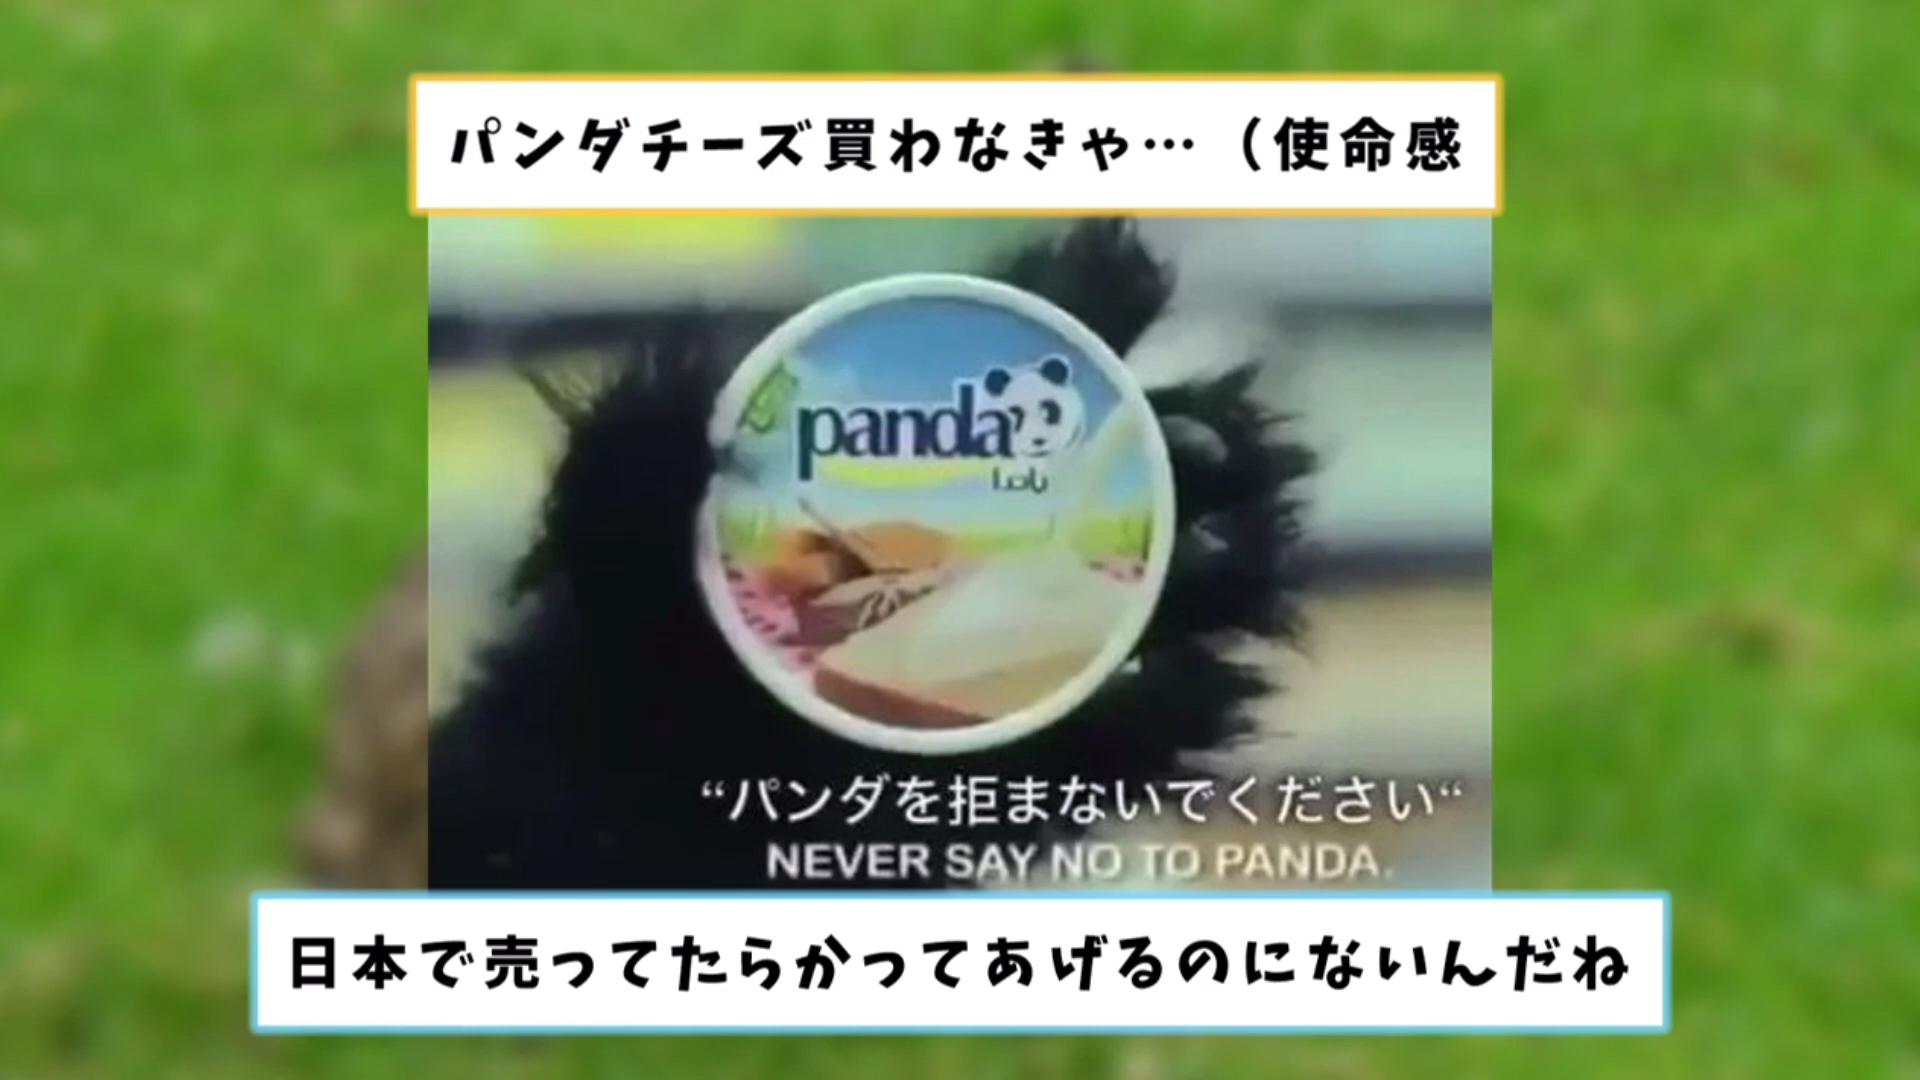 パンダチーズ買わなきゃ…（使命感
panda
باندا
“パンダを拒まないでください“
NEVER SAY NO TO PANDA.
日本で売ってたらかってあげるのにないんだね